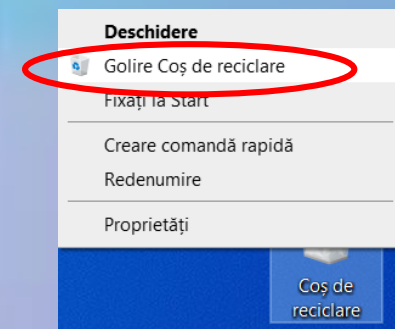 Deschidere
Golire Coș de reciclare
Fixați la Start
Creare comandă rapidă
Redenumire
Proprietăți
Coș de
reciclare